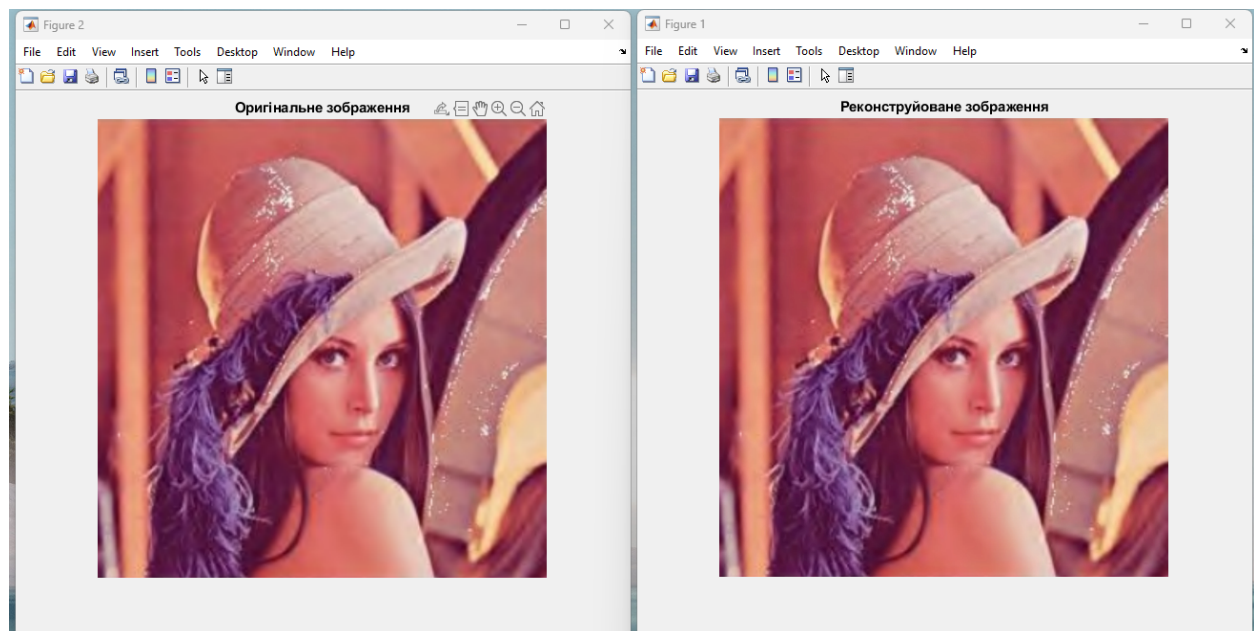 Figure 2
File Edit View Insert Tools Desktop Window Help
Оригінальне зображення
Figure 1
File Edit View Insert Tools Desktop Window Help
Реконструйоване зображення